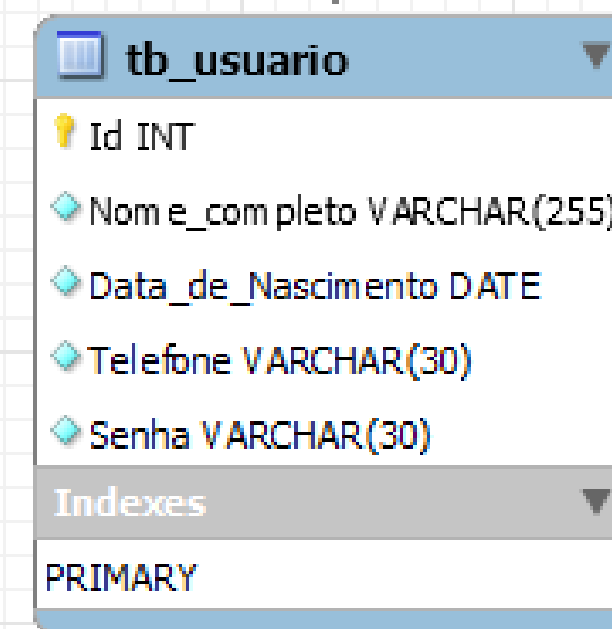 tb_usuario
Id INT
Nome_completo VARCHAR(255)
Data_de_Nascimento DATE
Telefone VARCHAR(30)
Senha VARCHAR(30)
Indexes
PRIMARY